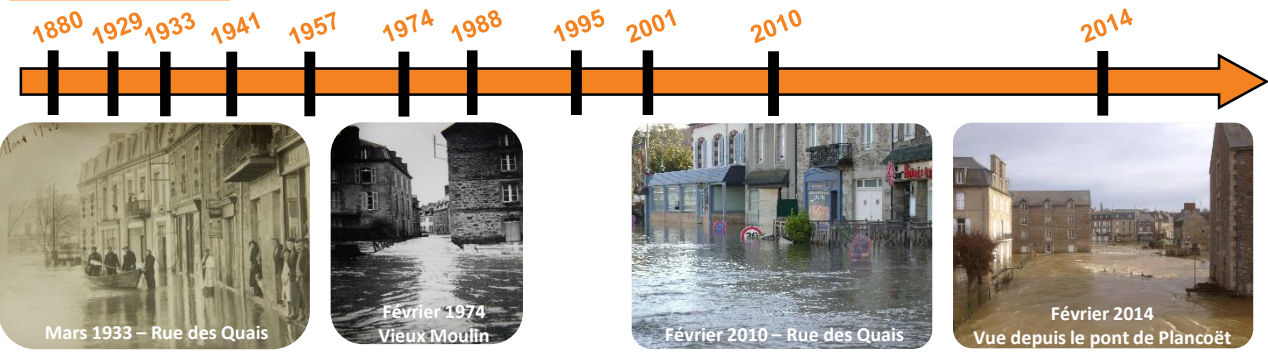 1880 1929 1933 1941 1957 1974 1988 1995 2001 2010 2014
Mars 1933 – Rue des Quais
Février 1974
Vieux Moulin
30
Février 2010 – Rue des Quais
Février 2014
Vue depuis le pont de Plancoët